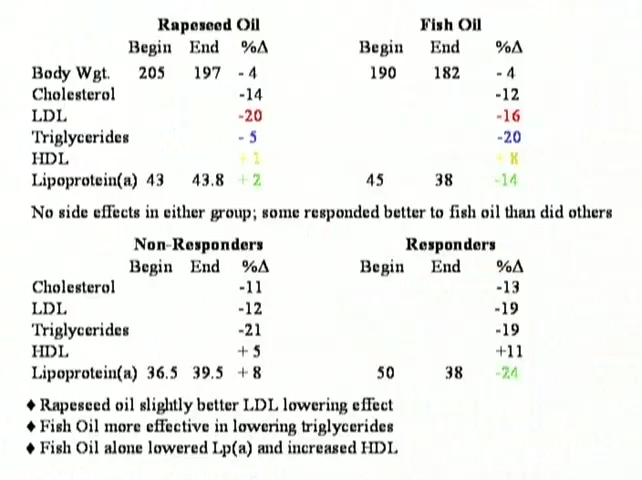 Rapeseed Oil Fish Oil
Begin End %Δ Begin End %Δ
Body Wgt. 205 197 - 4 190 182 - 4
Cholesterol -14 -12
LDL -20 -16
Triglycerides - 5 -20
HDL + 1 + 8
Lipoprotein(a) 43 43.8 + 2 45 38 -14
No side effects in either group; some responded better to fish oil than did others
Non-Responders Responders
Begin End %Δ Begin End %Δ
Cholesterol -11 -13
LDL -12 -19
Triglycerides -21 -19
HDL + 5 +11
Lipoprotein(a) 36.5 39.5 + 8 50 38 -24
♦ Rapeseed oil slightly better LDL lowering effect
♦ Fish Oil more effective in lowering triglycerides
♦ Fish Oil alone lowered Lp(a) and increased HDL